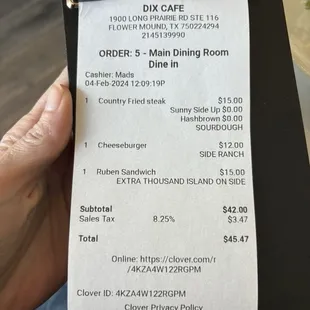 DIX CAFE
1900 LONG PRAIRIE RD STE 116
FLOWER MOUND, TX 750224294
2145139990
ORDER: 5 - Main Dining Room
Dine in
Cashier: Mads
04-Feb-2024 12:09:19P
1 Country Fried steak $15.00
Sunny Side Up $0.00
Hashbrown $0.00
SOURDOUGH
1 Cheeseburger $12.00
SIDE RANCH
1 Ruben Sandwich $15.00
EXTRA THOUSAND ISLAND ON SIDE
Subtotal $42.00
Sales Tax 8.25% $3.47
Total $45.47
Online: https://clover.com/r
/4KZA4W122RGPM
Clover ID: 4KZA4W122RGPM
Clover Privacy Policy